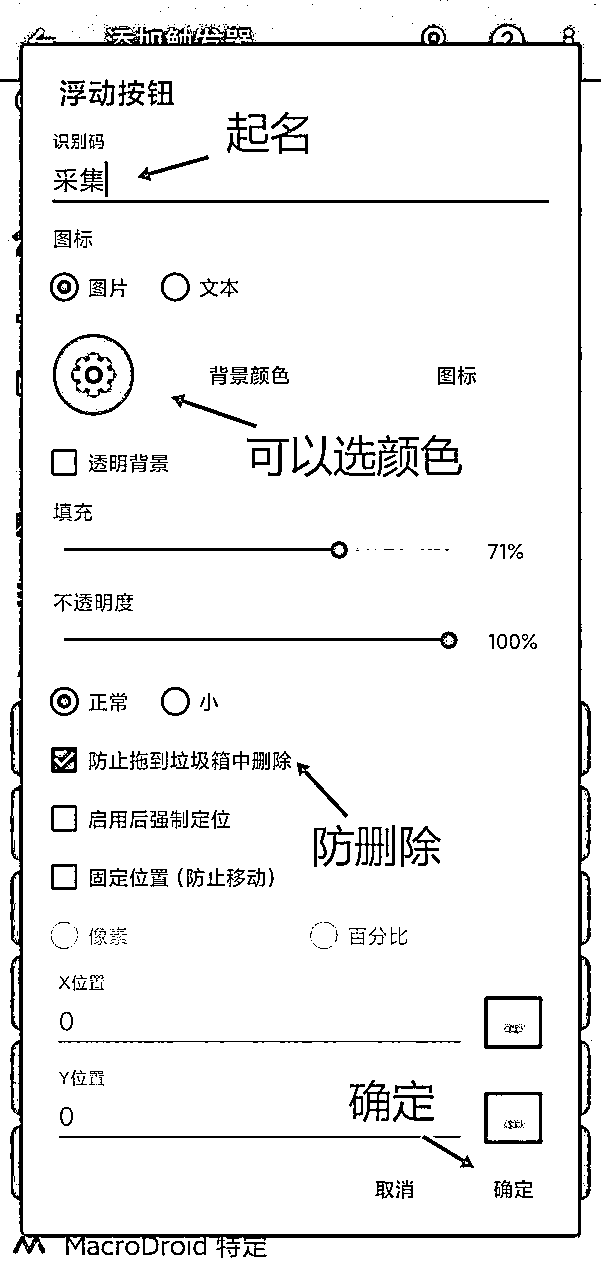 添加触发器
浮动按钮
起名
识别码
采集
图标
图片 文本
背景颜色 图标
可以选颜色
透明背景
填充
71%
不透明度
100%
正常 小
防止拖到垃圾箱中删除
启用后强制定位
防删除
固定位置（防止移动）
像素 百分比
X位置
0
Y位置
0
确定
取消 确定
MacroDroid 特定